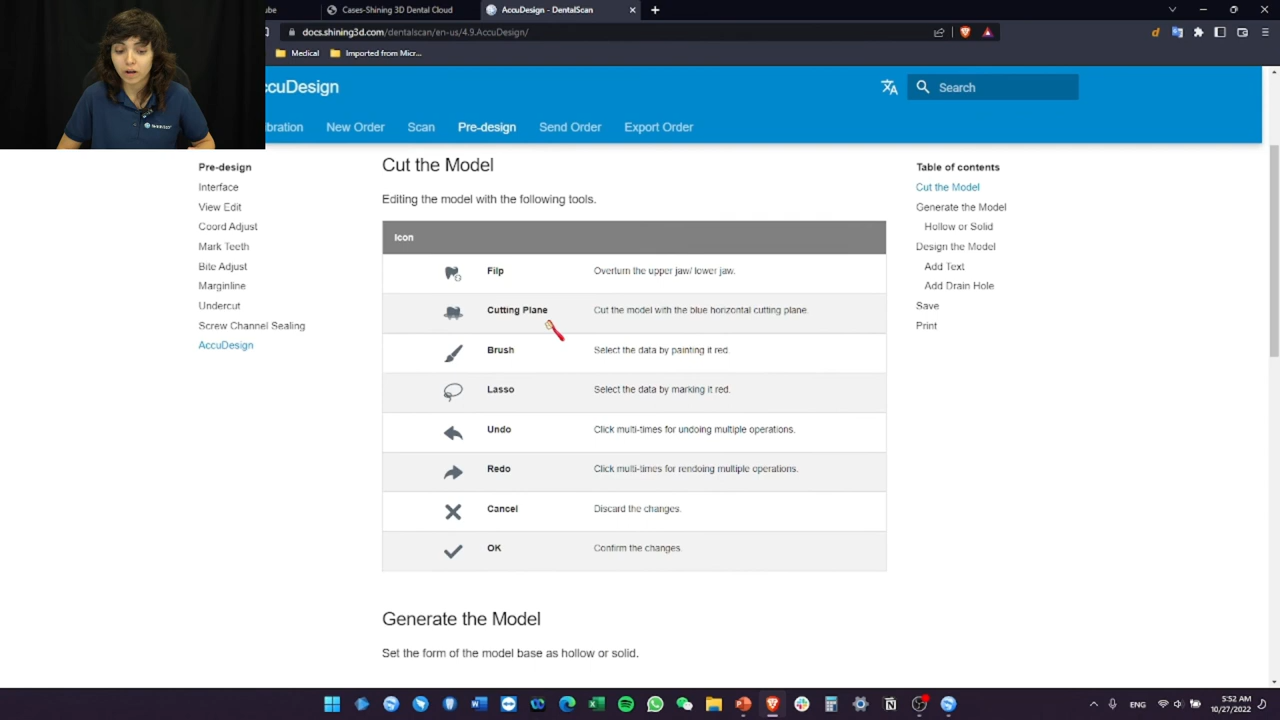 ube
Cases-Shining 3D Dental Cloud
AccuDesign - DentalScan
docs.shining3d.com/dentalscan/en-us/4.9.AccuDesign/
Medical
Imported from Micr...
ccuDesign
Search
ibration
New Order
Scan
Pre-design
Send Order
Export Order
Pre-design
Interface
View Edit
Coord Adjust
Mark Teeth
Bite Adjust
Marginline
Undercut
Screw Channel Sealing
AccuDesign
Cut the Model
Editing the model with the following tools.
Icon
Filp Overturn the upper jaw/ lower jaw.
Cutting Plane Cut the model with the blue horizontal cutting plane.
Brush Select the data by painting it red.
Lasso Select the data by marking it red.
Undo Click multi-times for undoing multiple operations.
Redo Click multi-times for rendoing multiple operations.
Cancel Discard the changes.
OK Confirm the changes.
Generate the Model
Set the form of the model base as hollow or solid.
Table of contents
Cut the Model
Generate the Model
Hollow or Solid
Design the Model
Add Text
Add Drain Hole
Save
Print
ENG
5:52 AM
10/27/2022